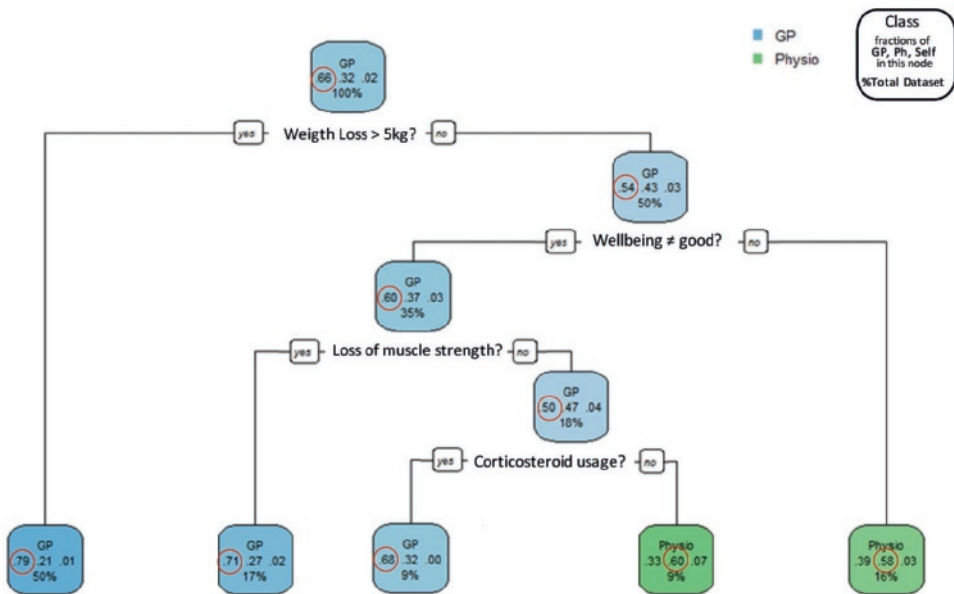 GP
Physio
Class
fractions of
GP, Ph, Self
in this node
%Total Dataset
GP
.66 .32 .02
100%
yes Weigth Loss > 5kg? no
GP
.54 .43 .03
50%
yes Wellbeing ≠ good? no
GP
.60 .37 .03
35%
yes Loss of muscle strength? no
GP
.50 .47 .04
18%
yes Corticosteroid usage? no
GP
.79 .21 .01
50%
GP
.71 .27 .02
17%
GP
.68 .32 .00
9%
Physio
.33 .60 .07
9%
Physio
.39 .58 .03
16%